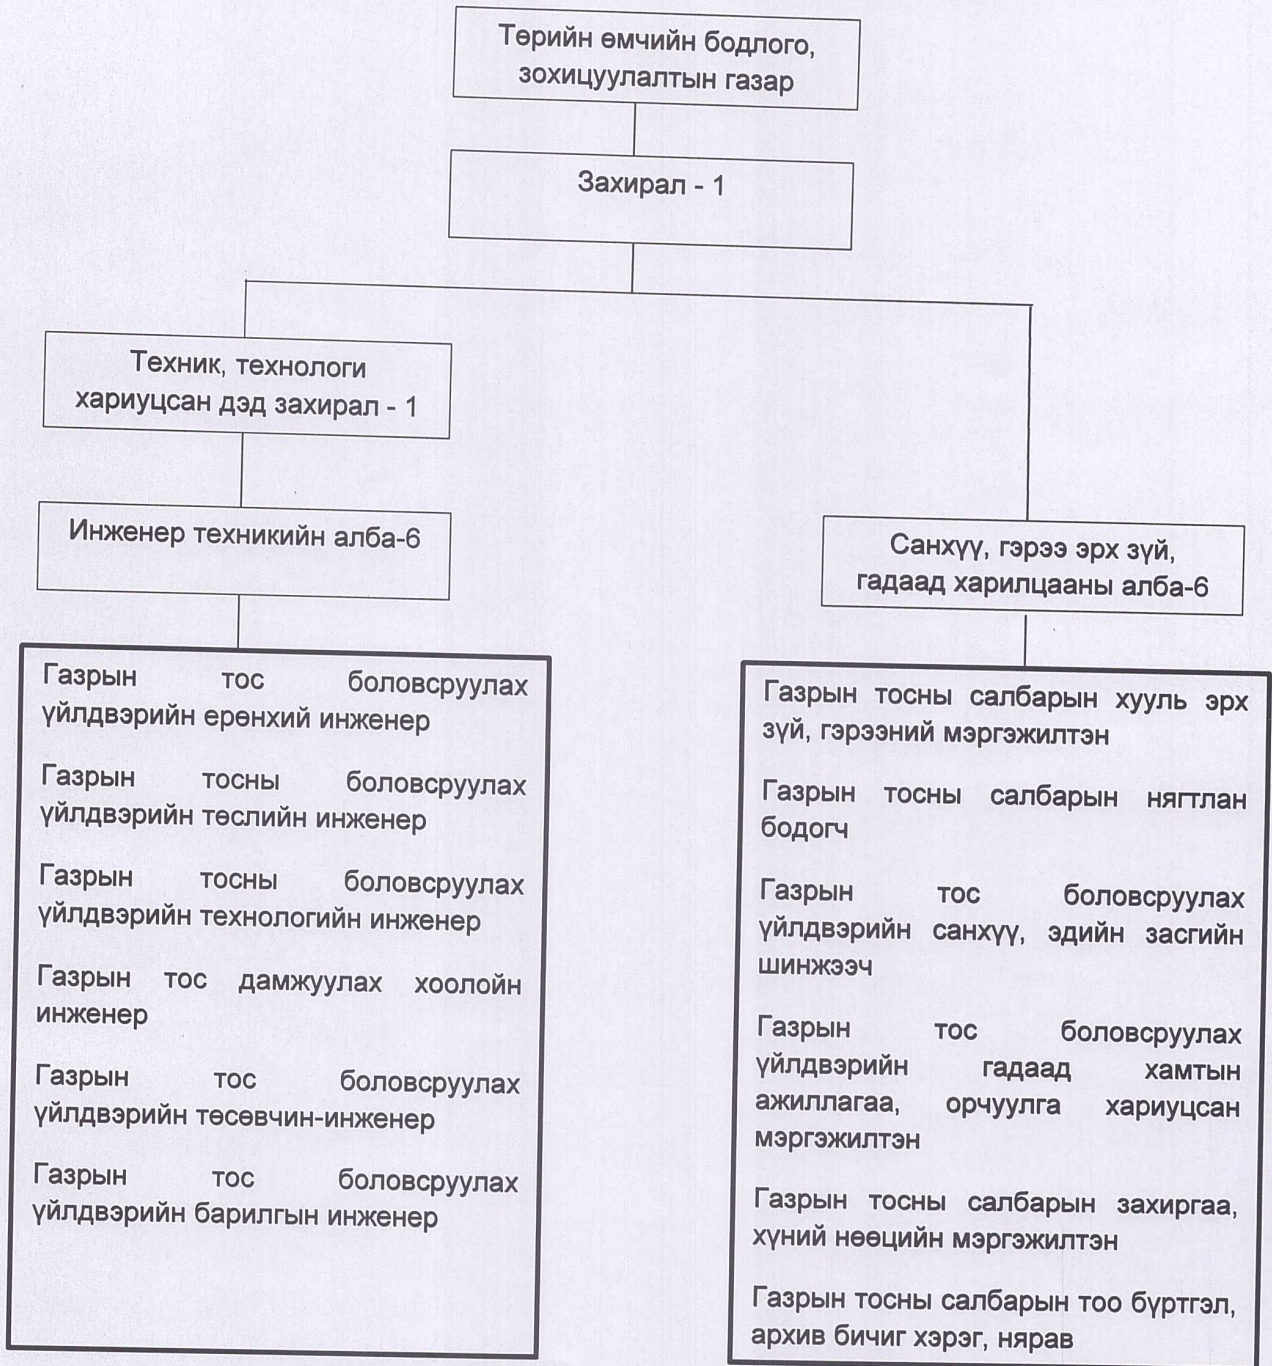 Төрийн өмчийн бодлого,
зохицуулалтын газар
Захирал - 1
Техник, технологи
хариуцсан дэд захирал - 1
Инженер техникийн алба-6
Санхүү, гэрээ эрх зүй,
гадаад харилцааны алба-6
Газрын тос боловсруулах
үйлдвэрийн ерөнхий инженер
Газрын тосны боловсруулах
үйлдвэрийн төслийн инженер
Газрын тосны боловсруулах
үйлдвэрийн технологийн инженер
Газрын тос дамжуулах хоолойн
инженер
Газрын тос боловсруулах
үйлдвэрийн төсөвчин-инженер
Газрын тос боловсруулах
үйлдвэрийн барилгын инженер
Газрын тосны салбарын хууль эрх
зүй, гэрээний мэргэжилтэн
Газрын тосны салбарын нягтлан
бодогч
Газрын тос боловсруулах
үйлдвэрийн санхүү, эдийн засгийн
шинжээч
Газрын тос боловсруулах
үйлдвэрийн гадаад хамтын
ажиллагаа, орчуулга хариуцсан
мэргэжилтэн
Газрын тосны салбарын захиргаа,
хүний нөөцийн мэргэжилтэн
Газрын тосны салбарын тоо бүртгэл,
архив бичиг хэрэг, нярав